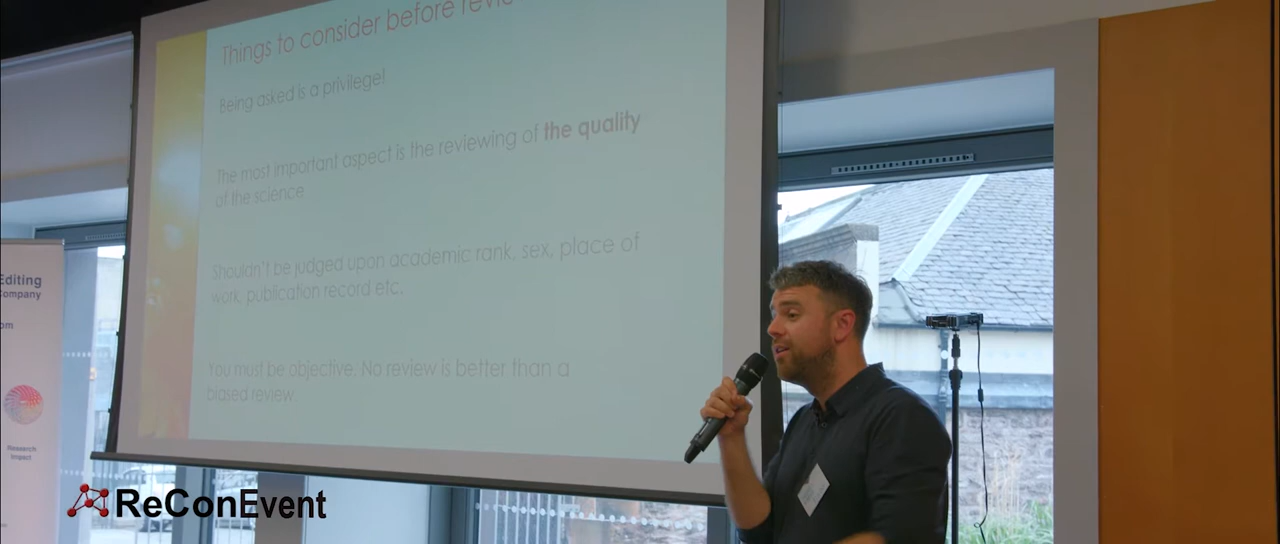 Things to consider before
Being asked is a privilege!
The most important aspect is the reviewing of the quality
of the science
Shouldn't be judged upon academic rank, sex, place of
work, publication record etc.
You must be objective. No review is better than a
biased review.
Editing
Company
om
Research
Impact
ReConEvent